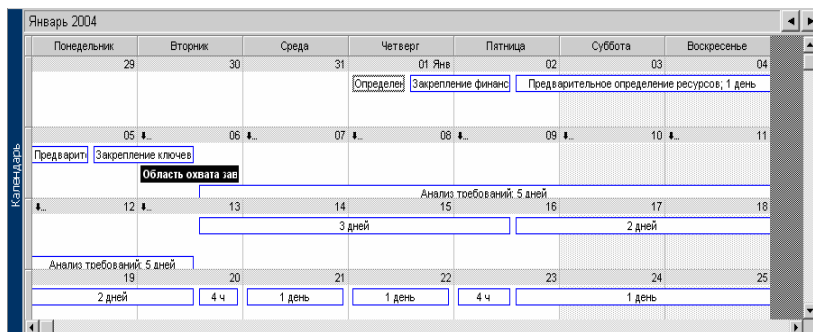 Январь 2004
Понедельник Вторник Среда Четверг Пятница Суббота Воскресенье
29 30 31 01 Янв 02 03 04
Определен Закрепление финанс Предварительное определение ресурсов; 1 день
05 06 07 08 09 10 11
Предварит Закрепление ключев
Область охвата зав
Анализ требований; 5 дней
12 13 14 15 16 17 18
3 дней 2 дней
Анализ требований; 5 дней
19 20 21 22 23 24 25
2 дней 4 ч 1 день 1 день 4 ч 1 день
Календарь